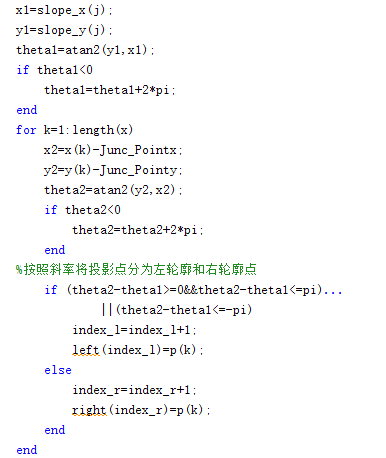 x1=slope_x(j);
y1=slope_y(j);
theta1=atan2(y1,x1);
if theta1<0
theta1=theta1+2*pi;
end
for k=1:length(x)
x2=x(k)-Junc_Pointx;
y2=y(k)-Junc_Pointy;
theta2=atan2(y2,x2);
if theta2<0
theta2=theta2+2*pi;
end
%按照斜率将投影点分为左轮廓和右轮廓点
if (theta2-theta1>=0&&theta2-theta1<=pi)...
||(theta2-theta1<=-pi)
index_l=index_l+1;
left(index_l)=p(k);
else
index_r=index_r+1;
right(index_r)=p(k);
end
end